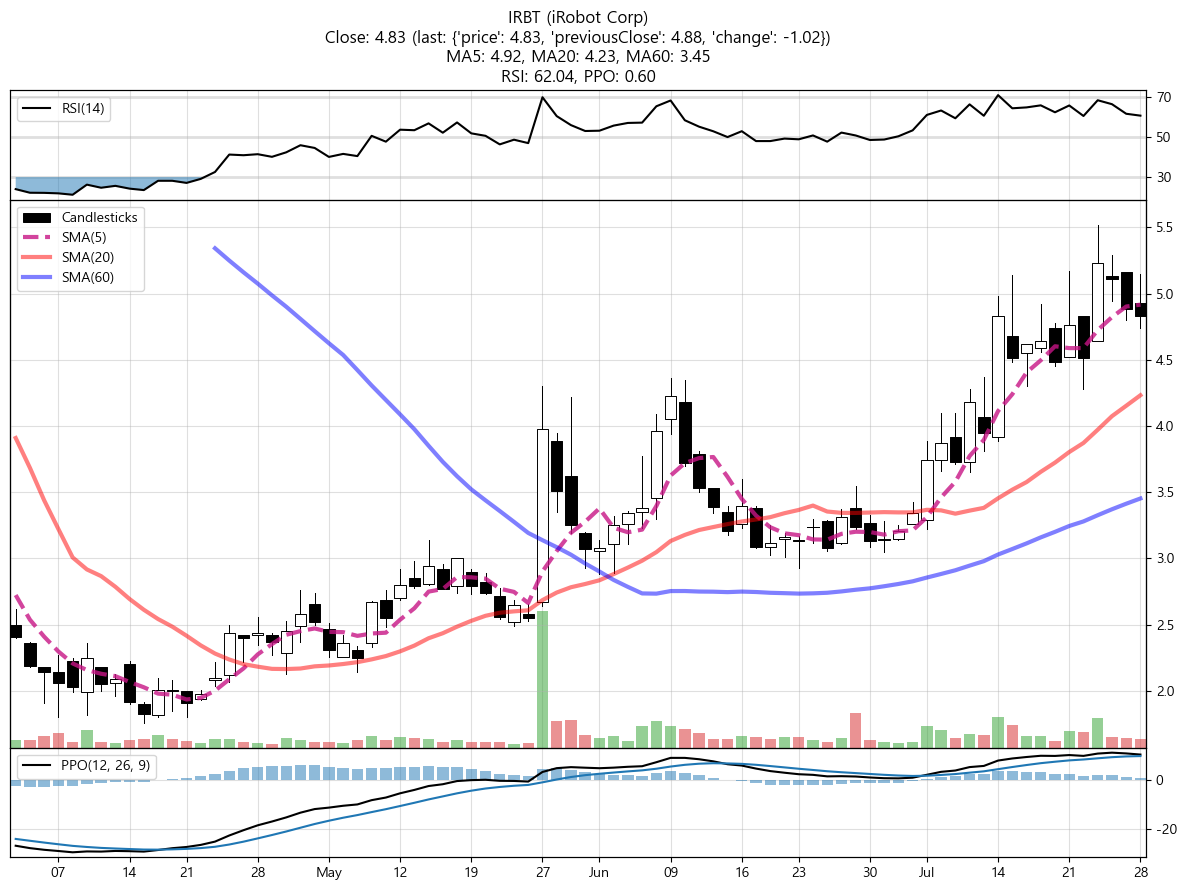 IRBT (iRobot Corp)
Close: 4.83 (last: {'price': 4.83, 'previousClose': 4.88, 'change': -1.02})
MA5: 4.92, MA20: 4.23, MA60: 3.45
RSI: 62.04, PPO: 0.60
RSI(14)
70
50
30
Candlesticks
SMA(5)
SMA(20)
SMA(60)
5.5
5.0
4.5
4.0
3.5
3.0
2.5
2.0
PPO(12, 26, 9)
0
-20
07 14 21 28 May 12 19 27 Jun 09 16 23 30 Jul 14 21 28